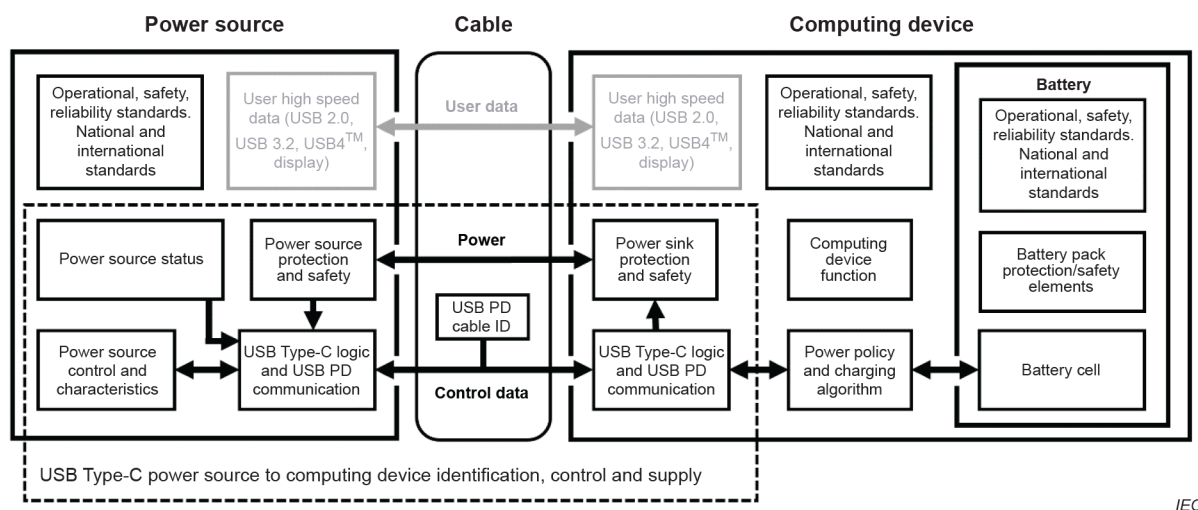 Power source
Cable
Computing device
Operational, safety,
reliability standards.
National and
international
standards
User high speed
data (USB 2.0,
USB 3.2, USB4TM,
display)
User data
User high speed
data (USB 2.0,
USB 3.2, USB4TM,
display)
Operational, safety,
reliability standards.
National and
international
standards
Battery
Operational, safety,
reliability standards.
National and
international
standards
Power source status
Power source
protection
and safety
Power
Power sink
protection
and safety
Computing
device
function
Battery pack
protection/safety
elements
USB PD
cable ID
Power source
control and
characteristics
USB Type-C logic
and USB PD
communication
Control data
USB Type-C logic
and USB PD
communication
Power policy
and charging
algorithm
Battery cell
USB Type-C power source to computing device identification, control and supply
IEC